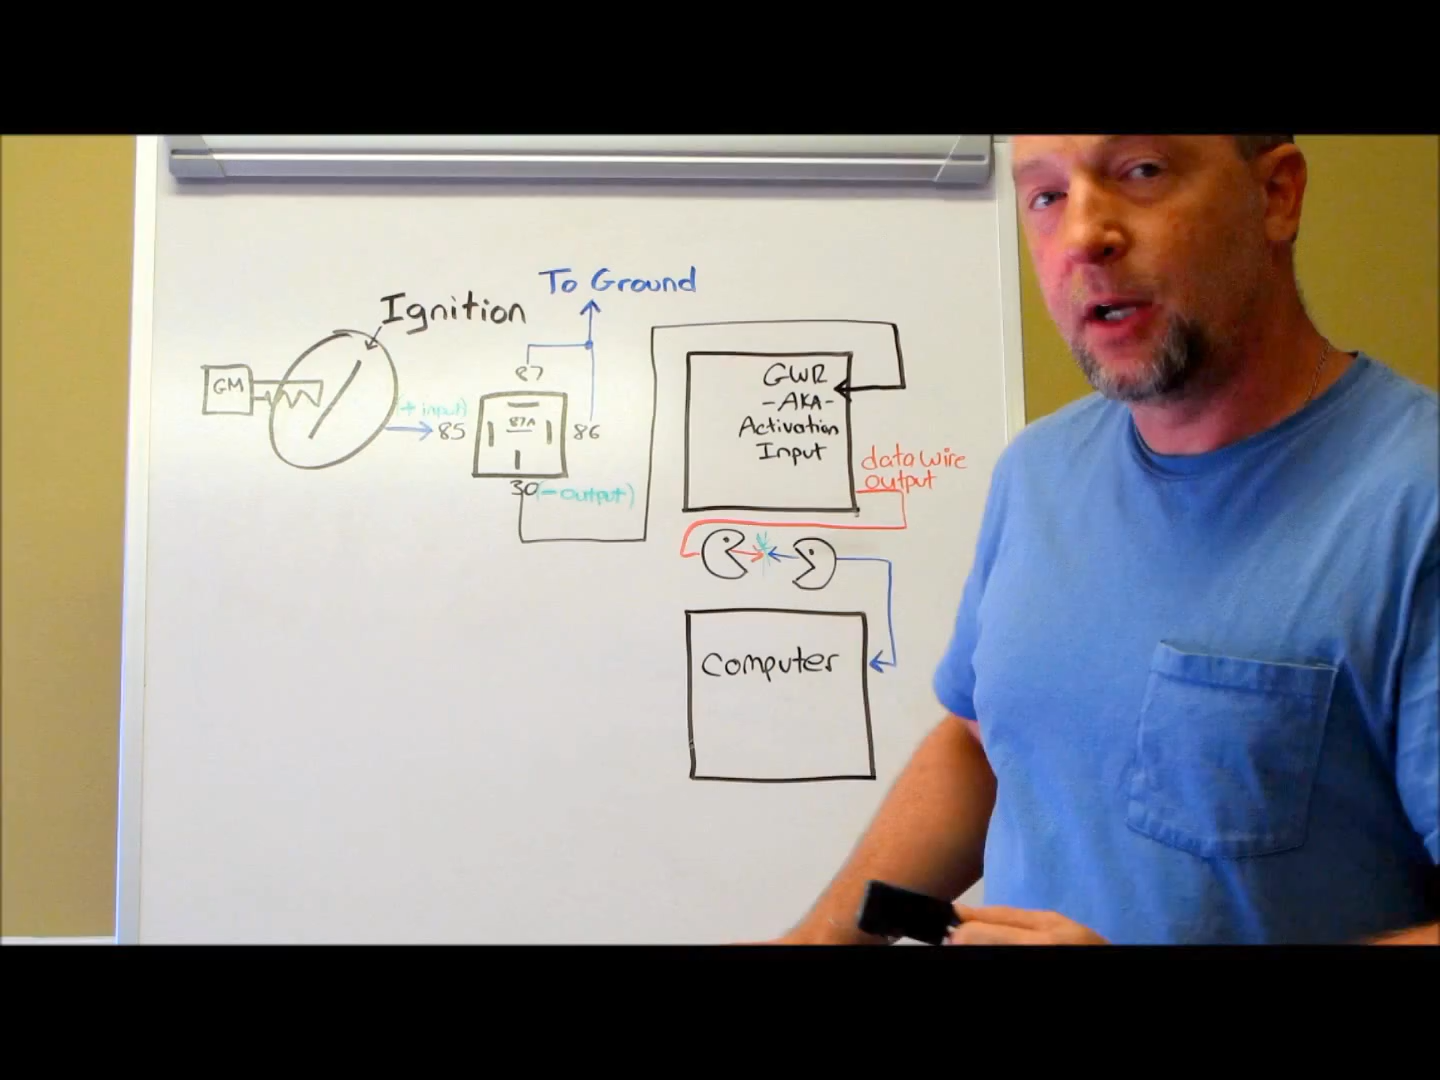 To Ground
Ignition
GM
(+ input)
85
87
87A
86
30
(- output)
GWR
-AKA-
Activation
Input
data wire
output
Computer